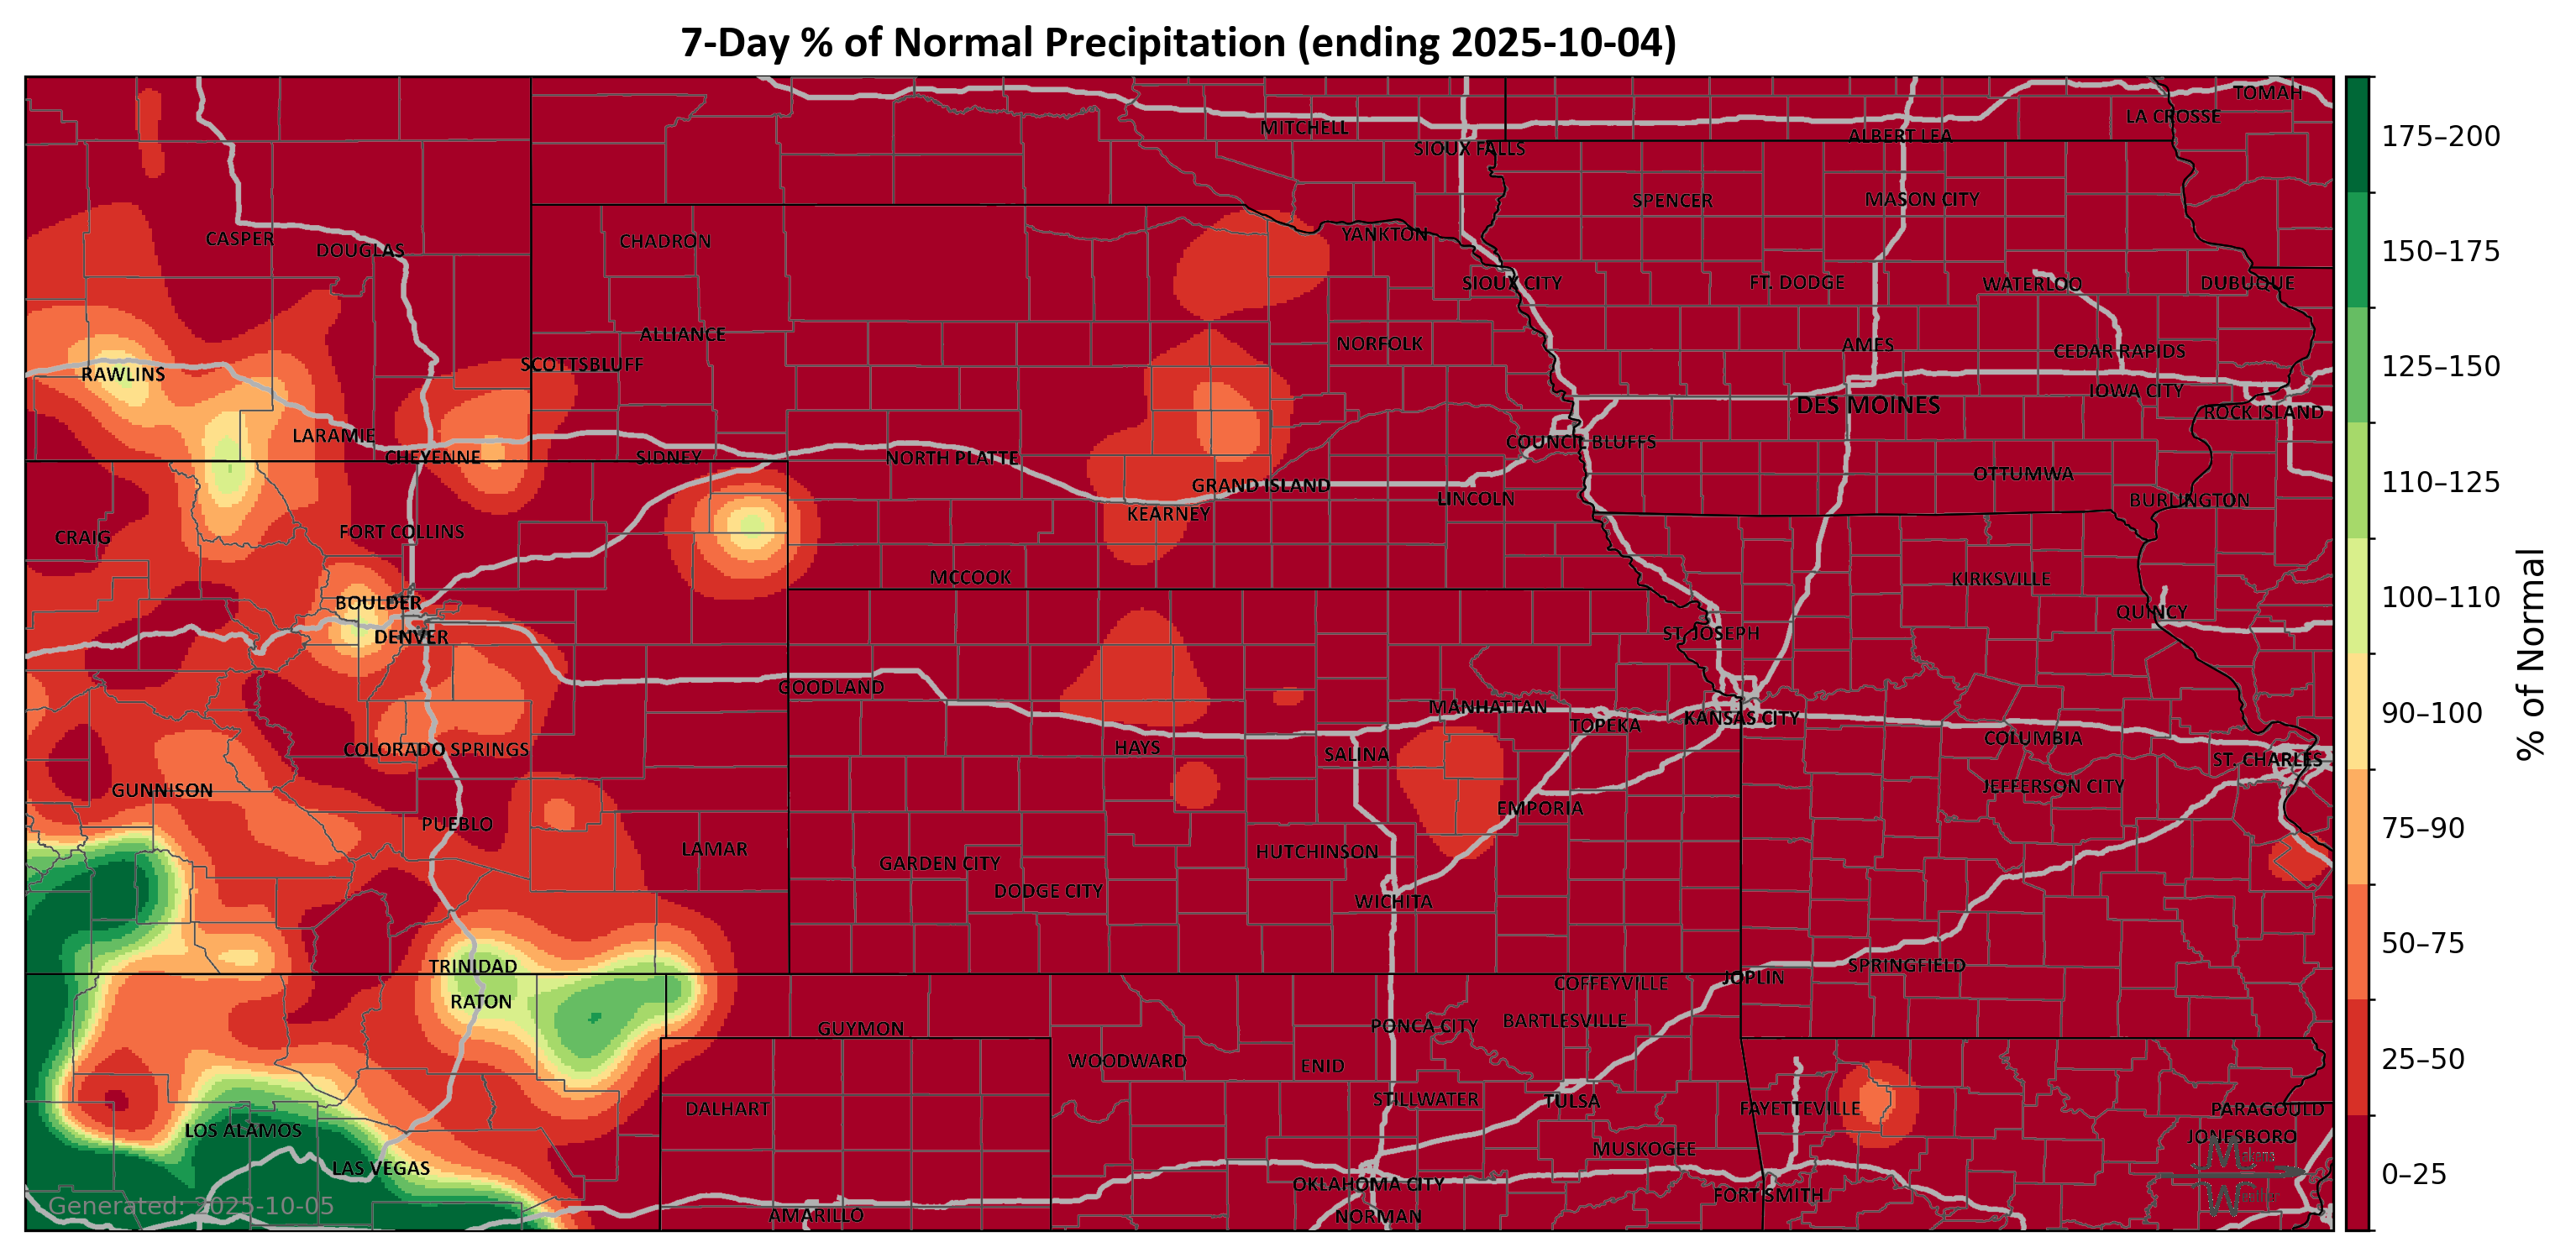 7-Day % of Normal Precipitation (ending 2025-10-04)
TOMAH
LA CROSSE
MITCHELL
ALBERT LEA
SIOUX FALLS
SPENCER
MASON CITY
CASPER
DOUGLAS
CHADRON
YANKTON
SIOUX CITY
FT. DODGE
WATERLOO
DUBUQUE
ALLIANCE
NORFOLK
AMES
CEDAR RAPIDS
RAWLINS
SCOTTSBLUFF
IOWA CITY
DES MOINES
ROCK ISLAND
LARAMIE
COUNCIL BLUFFS
CHEYENNE
SIDNEY
NORTH PLATTE
OTTUMWA
GRAND ISLAND
LINCOLN
BURLINGTON
KEARNEY
CRAIG
FORT COLLINS
MCCOOK
KIRKSVILLE
BOULDER
QUINCY
DENVER
ST. JOSEPH
GOODLAND
MANHATTAN
TOPEKA
KANSAS CITY
COLORADO SPRINGS
HAYS
SALINA
COLUMBIA
ST. CHARLES
GUNNISON
JEFFERSON CITY
EMPORIA
PUEBLO
LAMAR
GARDEN CITY
HUTCHINSON
DODGE CITY
WICHITA
TRINIDAD
SPRINGFIELD
JOPLIN
COFFEYVILLE
RATON
GUYMON
PONCA CITY
BARTLESVILLE
WOODWARD
ENID
DALHART
STILLWATER
TULSA
FAYETTEVILLE
PARAGOULD
LOS ALAMOS
JONESBORO
MUSKOGEE
LAS VEGAS
OKLAHOMA CITY
FORT SMITH
AMARILLO
NORMAN
Generated: 2025-10-05
175–200
150–175
125–150
110–125
100–110
90–100
75–90
50–75
25–50
0–25
% of Normal